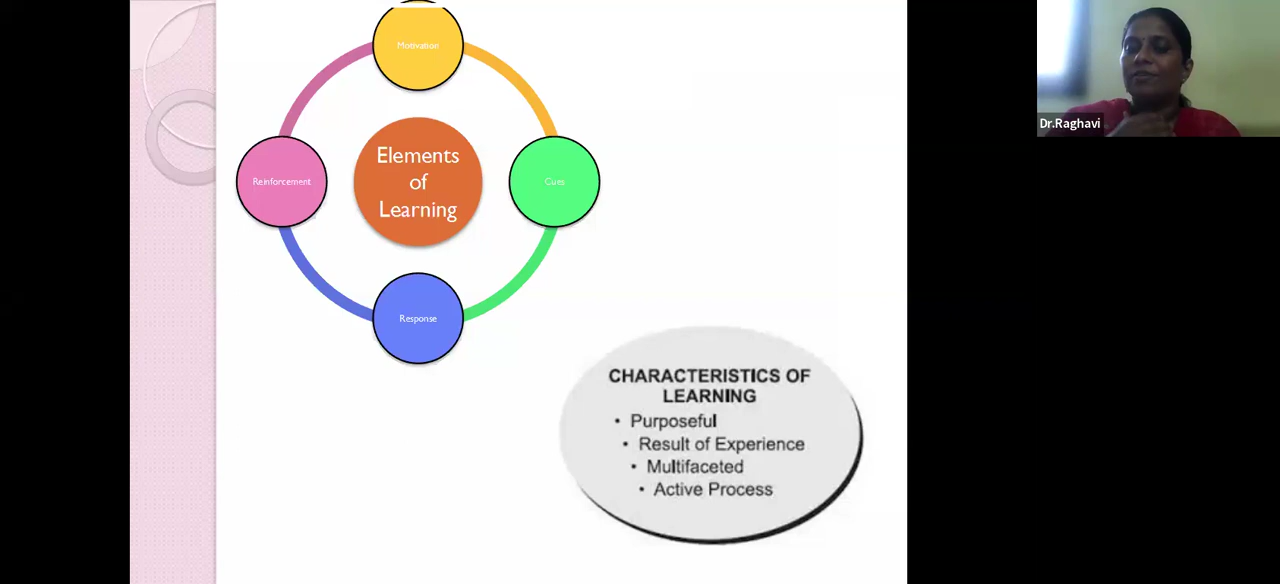 Motivation
Elements
of
Learning
Reinforcement
Cues
Response
CHARACTERISTICS OF
LEARNING
• Purposeful
• Result of Experience
• Multifaceted
• Active Process
Dr.Raghavi